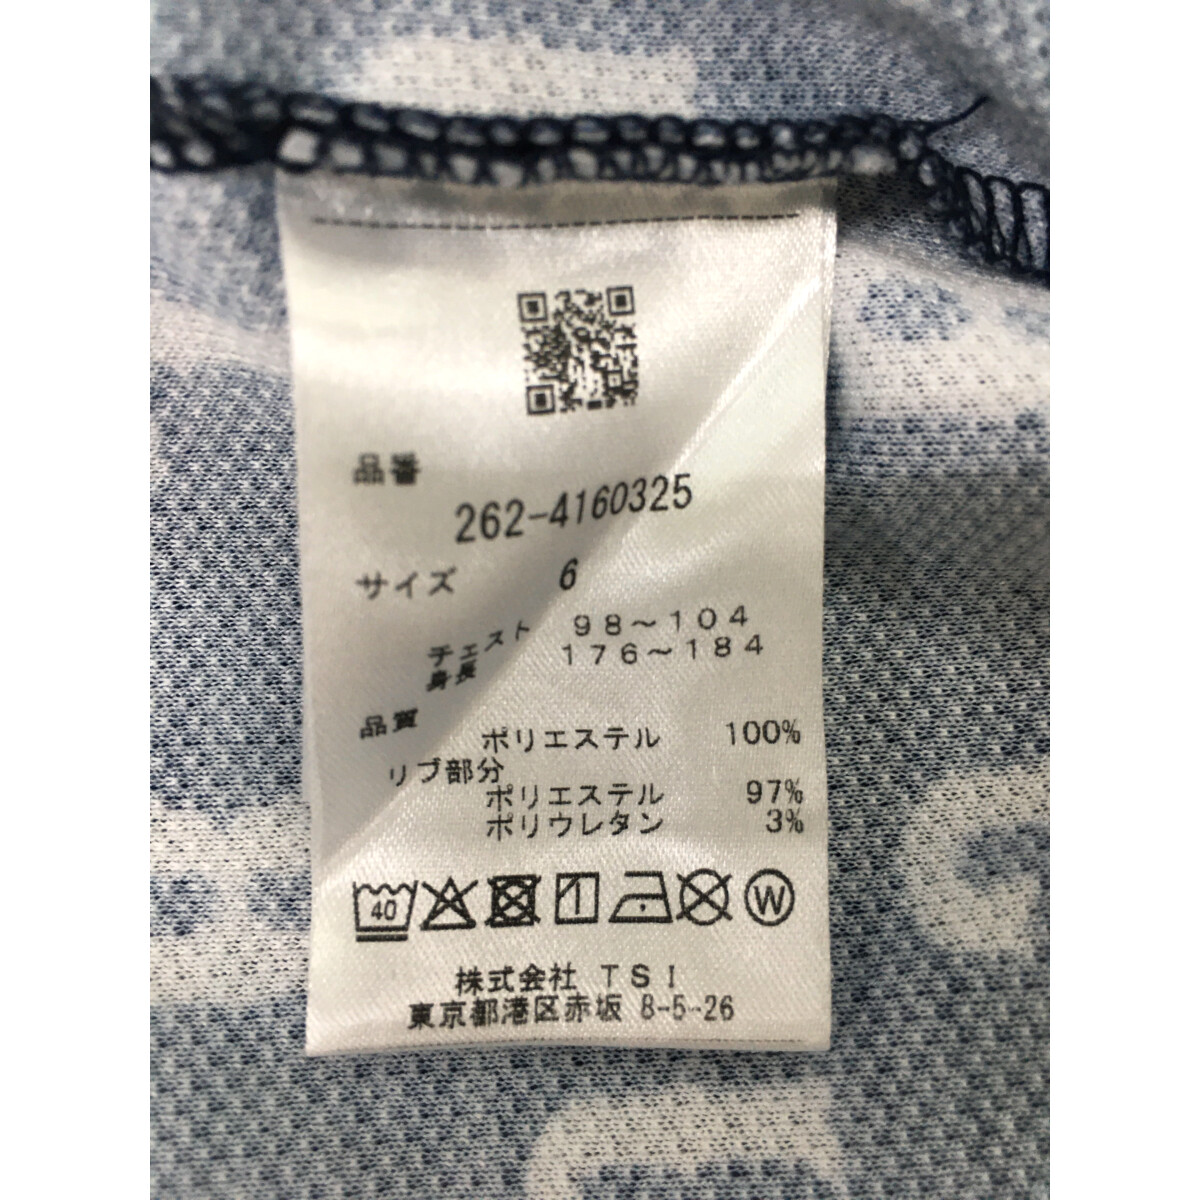 品番
262-4160325
サイズ 6
チェスト 98～104
身長 176～184
品質
ポリエステル 100%
リブ部分
ポリエステル 97%
ポリウレタン 3%
40 W
株式会社 TSI
東京都港区赤坂 8-5-26